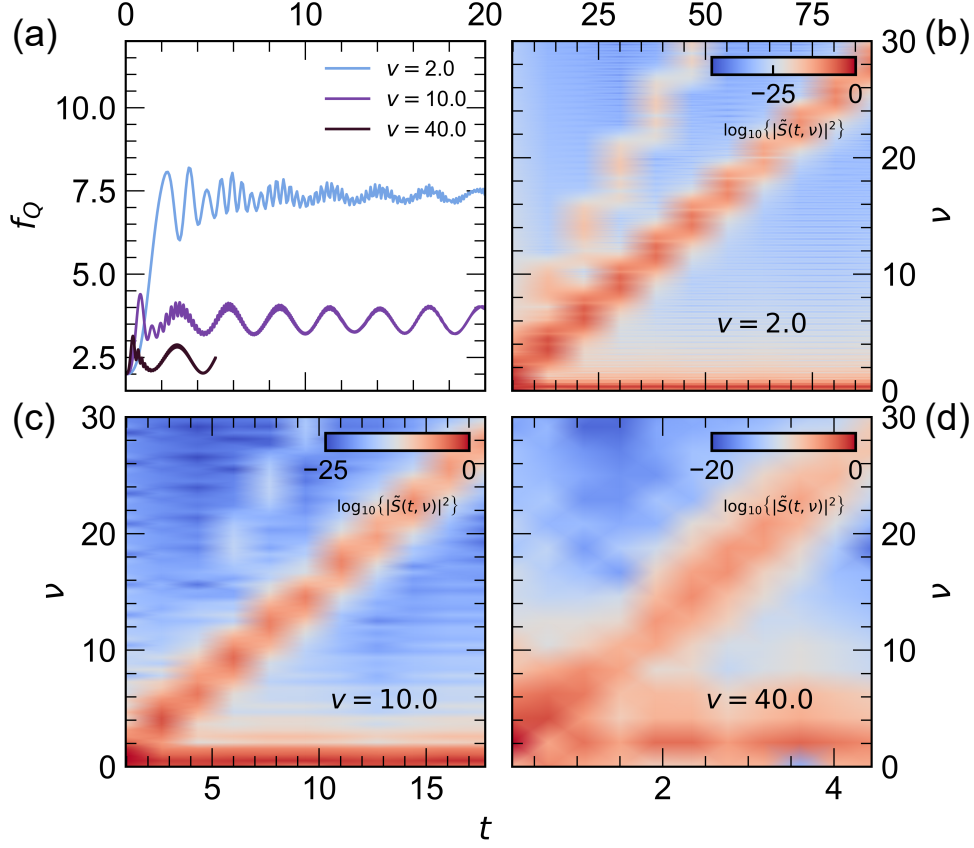 (a)
0 10 20
f_Q
10.0
7.5
5.0
2.5
v = 2.0
v = 10.0
v = 40.0
25 50 75
(b)
30
20
10
0
ν
−25 0
log₁₀{|S̃(t, ν)|²}
v = 2.0
(c)
30
20
10
0
ν
−25 0
log₁₀{|S̃(t, ν)|²}
v = 10.0
5 10 15
(d)
30
20
10
0
ν
−20 0
log₁₀{|S̃(t, ν)|²}
v = 40.0
2 4
t